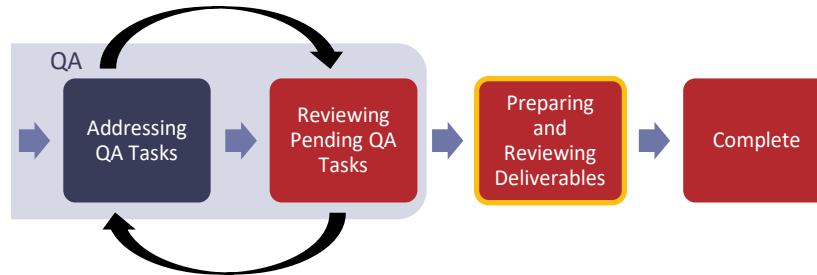 QA
Addressing
QA Tasks
Reviewing
Pending QA
Tasks
Preparing
and
Reviewing
Deliverables
Complete